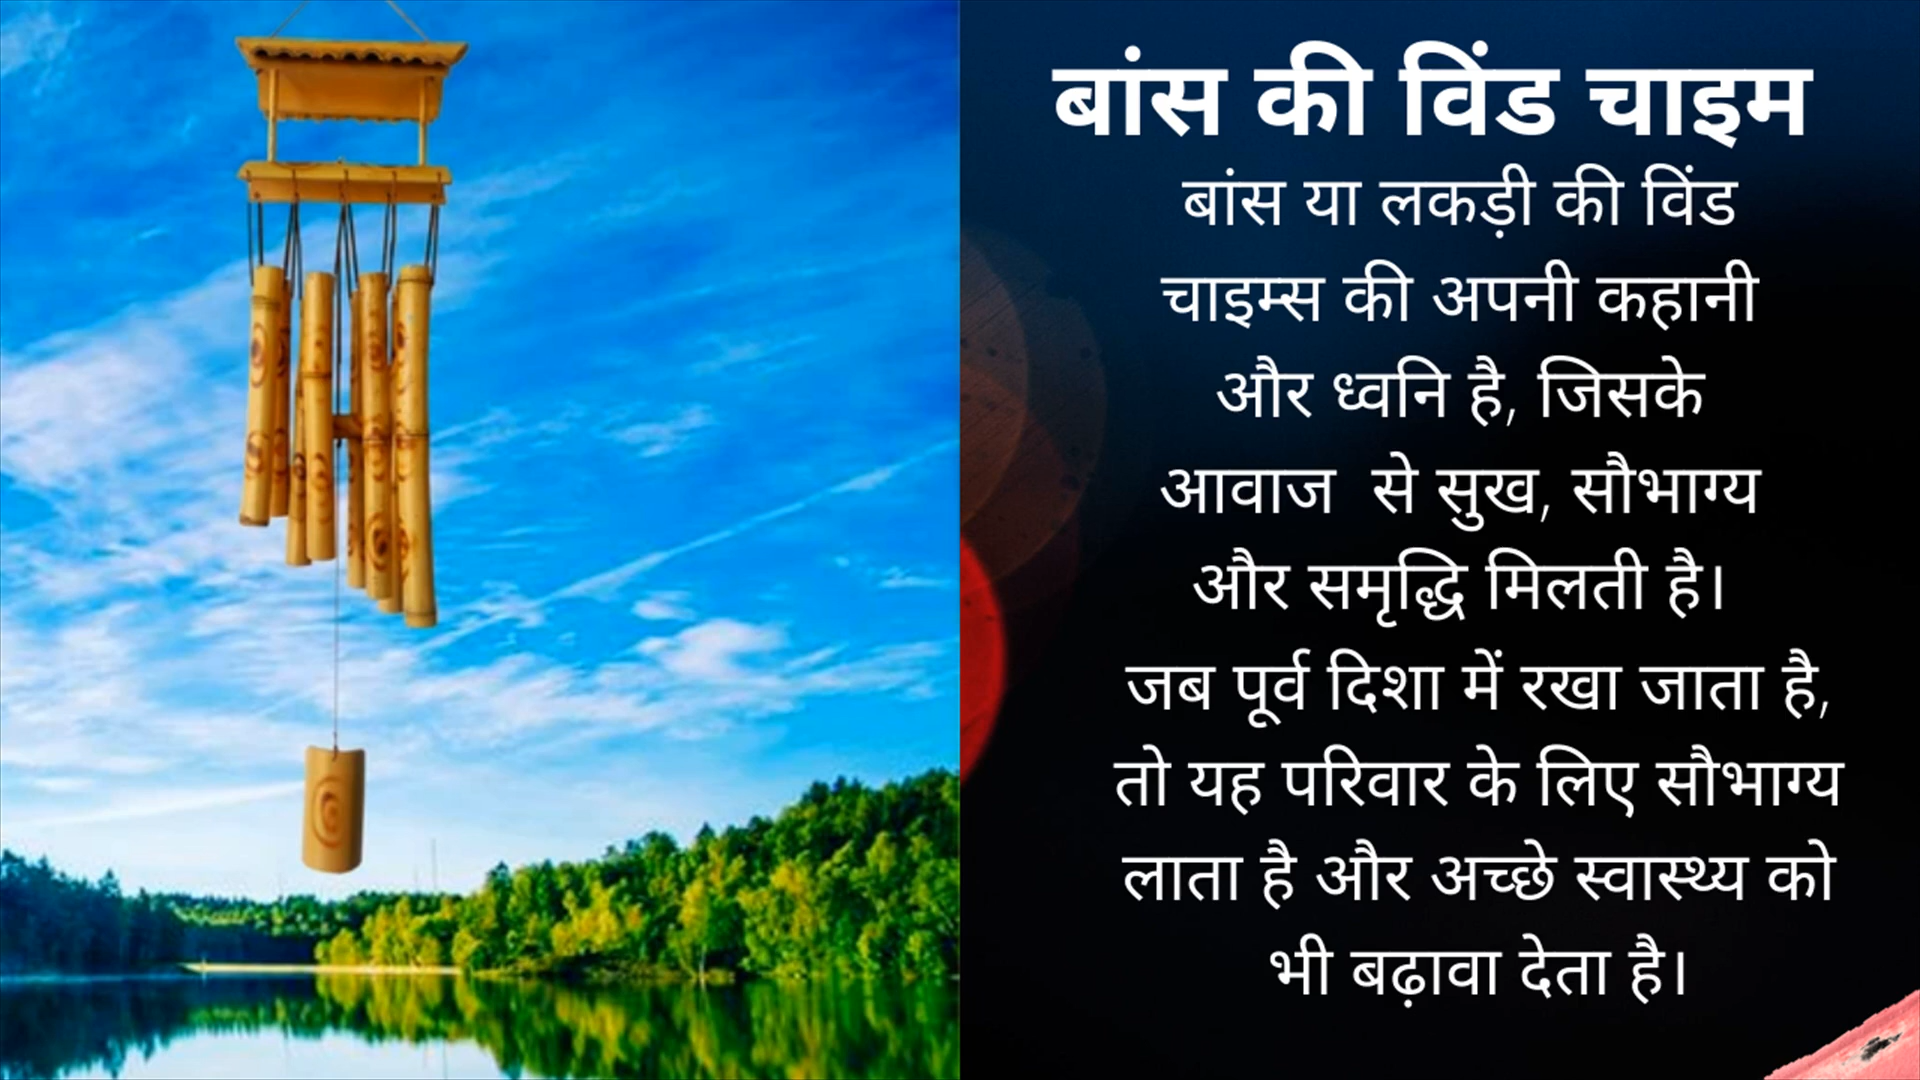 बांस की विंड चाइम
बांस या लकड़ी की विंड
चाइम्स की अपनी कहानी
और ध्वनि है, जिसके
आवाज  से सुख, सौभाग्य
और समृद्धि मिलती है।
जब पूर्व दिशा में रखा जाता है,
तो यह परिवार के लिए सौभाग्य
लाता है और अच्छे स्वास्थ्य को
भी बढ़ावा देता है।